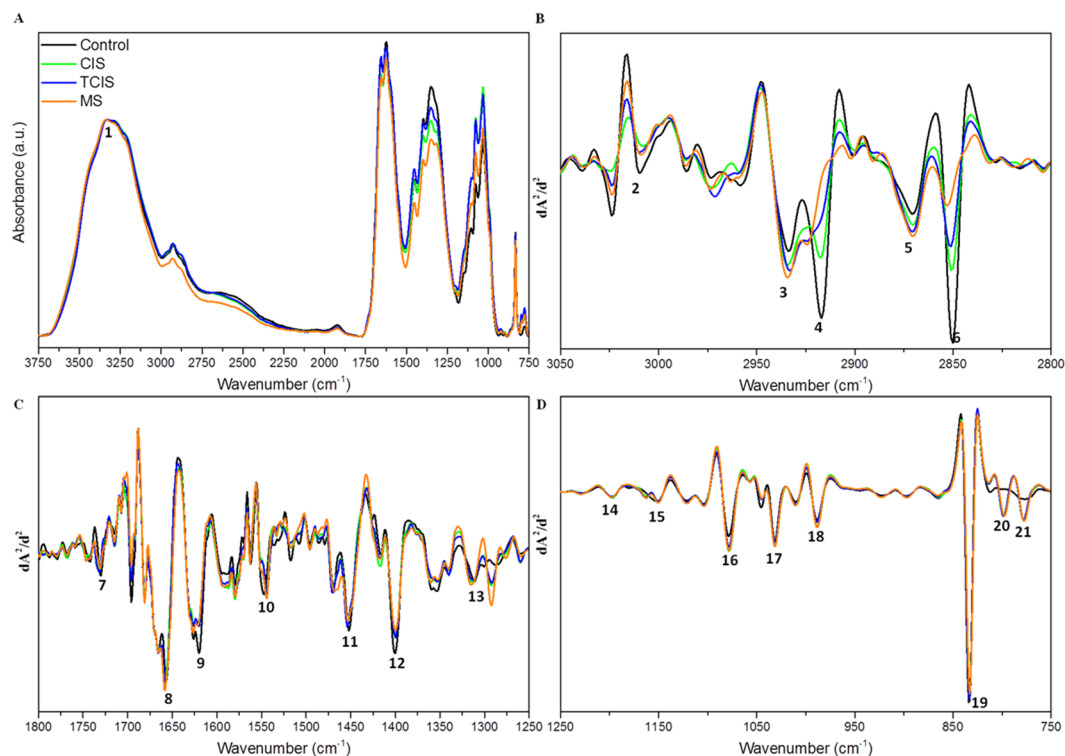 A
B
Control
CIS
TCIS
MS
1
2
3
4
5
6
Absorbance (a.u.)
dA²/d²
3750 3250 2750 2250 2000 1750 1500 1250 1000 750
3050 3000 2950 2900 2850 2800
Wavenumber (cm⁻¹)
Wavenumber (cm⁻¹)
C
D
7
8
9
10
11
12
13
14
15
16
17
18
19
20
21
dA²/d²
dA²/d²
1800 1750 1700 1650 1600 1550 1500 1450 1400 1350 1300 1250
1250 1150 1050 950 850 750
Wavenumber (cm⁻¹)
Wavenumber (cm⁻¹)